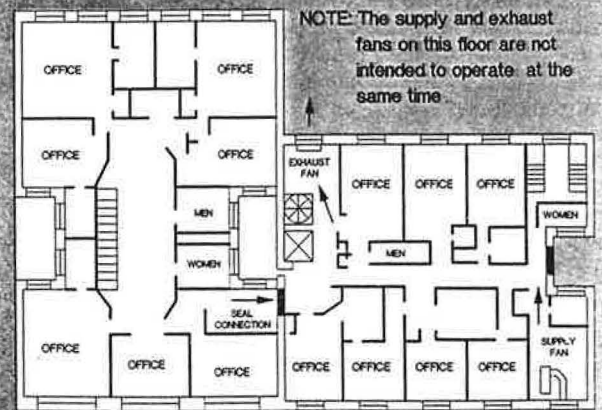 NOTE: The supply and exhaust
fans on this floor are not
intended to operate at the
same time.
OFFICE
OFFICE
OFFICE
OFFICE
MEN
WOMEN
SEAL
CONNECTION
OFFICE
OFFICE
OFFICE
EXHAUST
FAN
OFFICE
OFFICE
OFFICE
WOMEN
MEN
SUPPLY
FAN
OFFICE
OFFICE
OFFICE
OFFICE